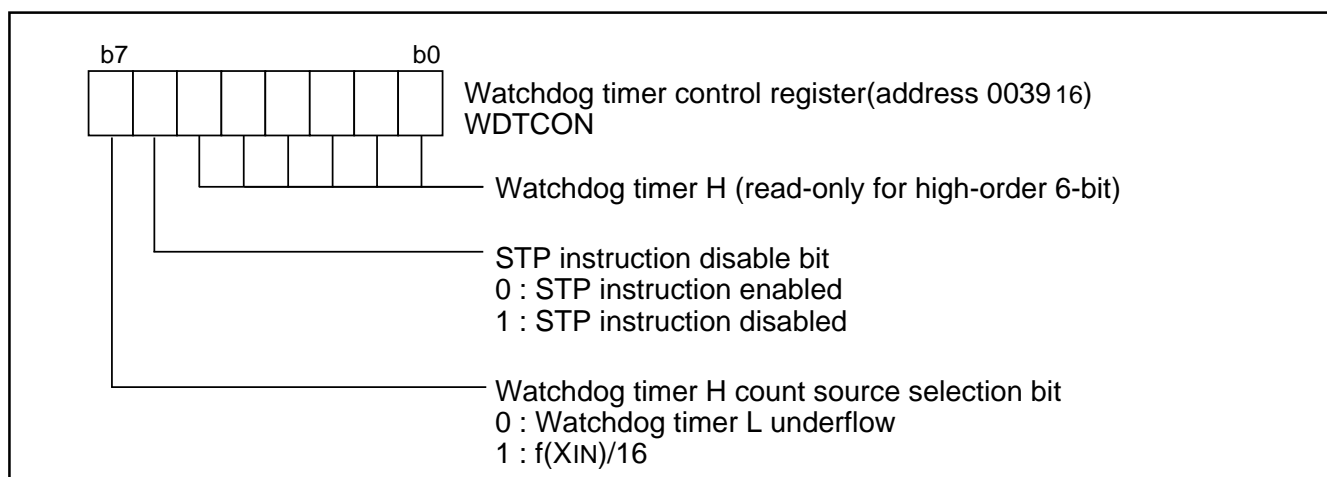 b7 b0
Watchdog timer control register(address 003916)
WDTCON
Watchdog timer H (read-only for high-order 6-bit)
STP instruction disable bit
0 : STP instruction enabled
1 : STP instruction disabled
Watchdog timer H count source selection bit
0 : Watchdog timer L underflow
1 : f(XIN)/16